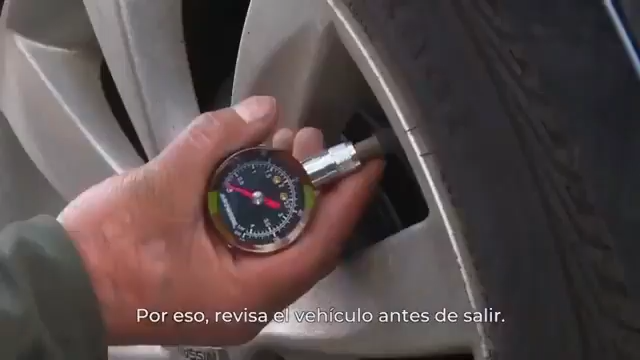 Por eso, revisa el vehículo antes de salir.